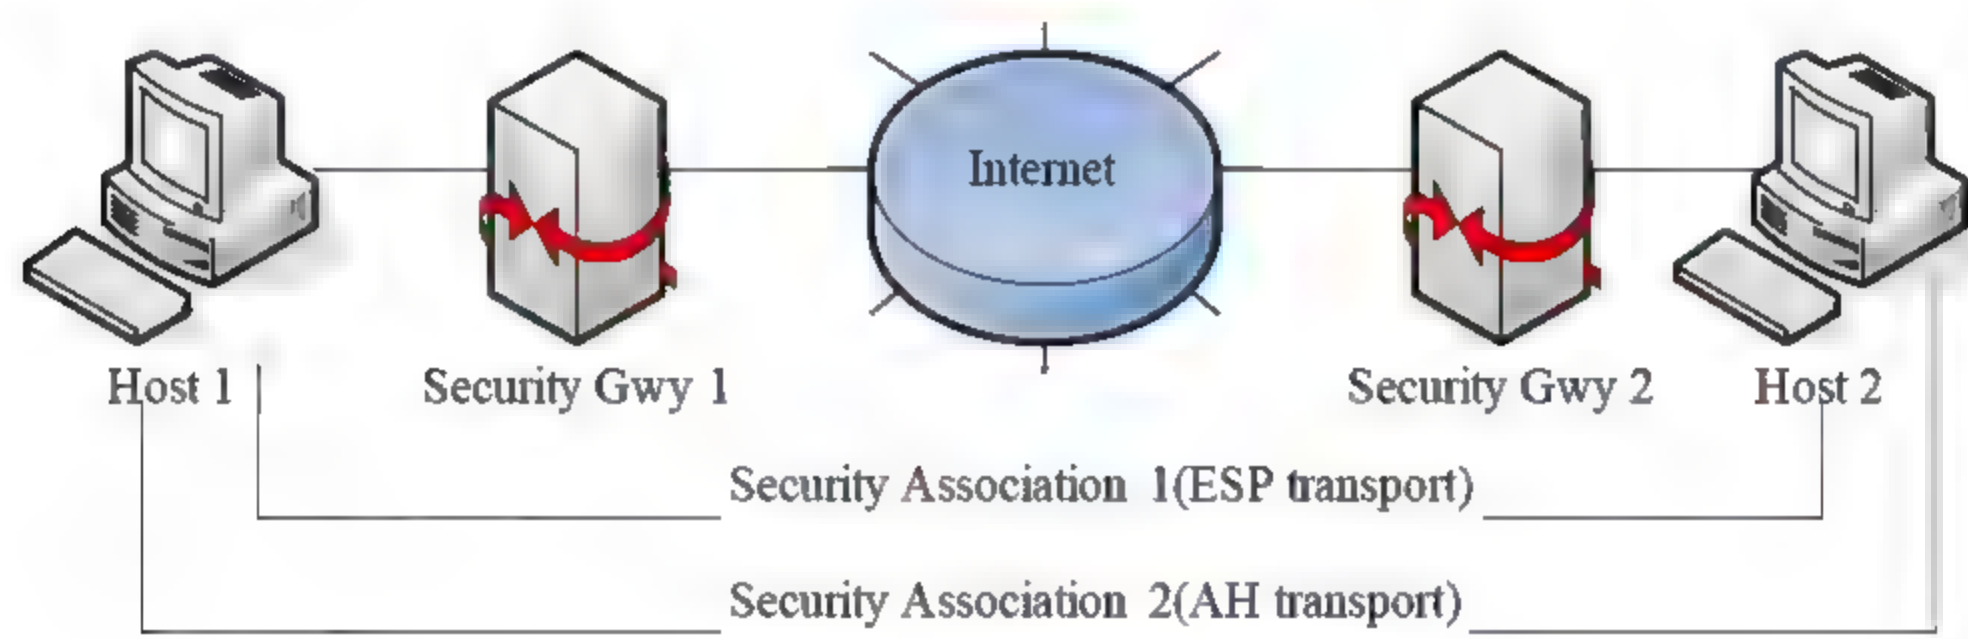 Internet
Host 1
Security Gwy 1
Security Gwy 2
Host 2
Security Association 1(ESP transport)
Security Association 2(AH transport)